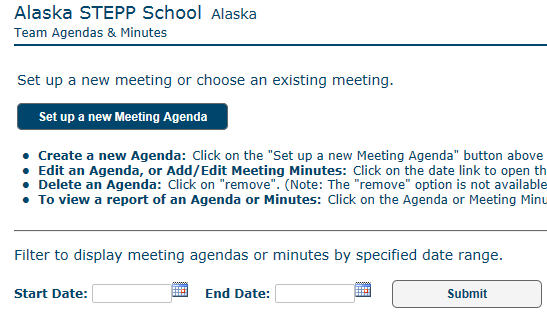 Alaska STEPP School Alaska
Team Agendas & Minutes
Set up a new meeting or choose an existing meeting.
Set up a new Meeting Agenda
• Create a new Agenda: Click on the "Set up a new Meeting Agenda" button above
• Edit an Agenda, or Add/Edit Meeting Minutes: Click on the date link to open th
• Delete an Agenda: Click on "remove". (Note: The "remove" option is not available
• To view a report of an Agenda or Minutes: Click on the Agenda or Meeting Minu
Filter to display meeting agendas or minutes by specified date range.
Start Date: End Date: Submit